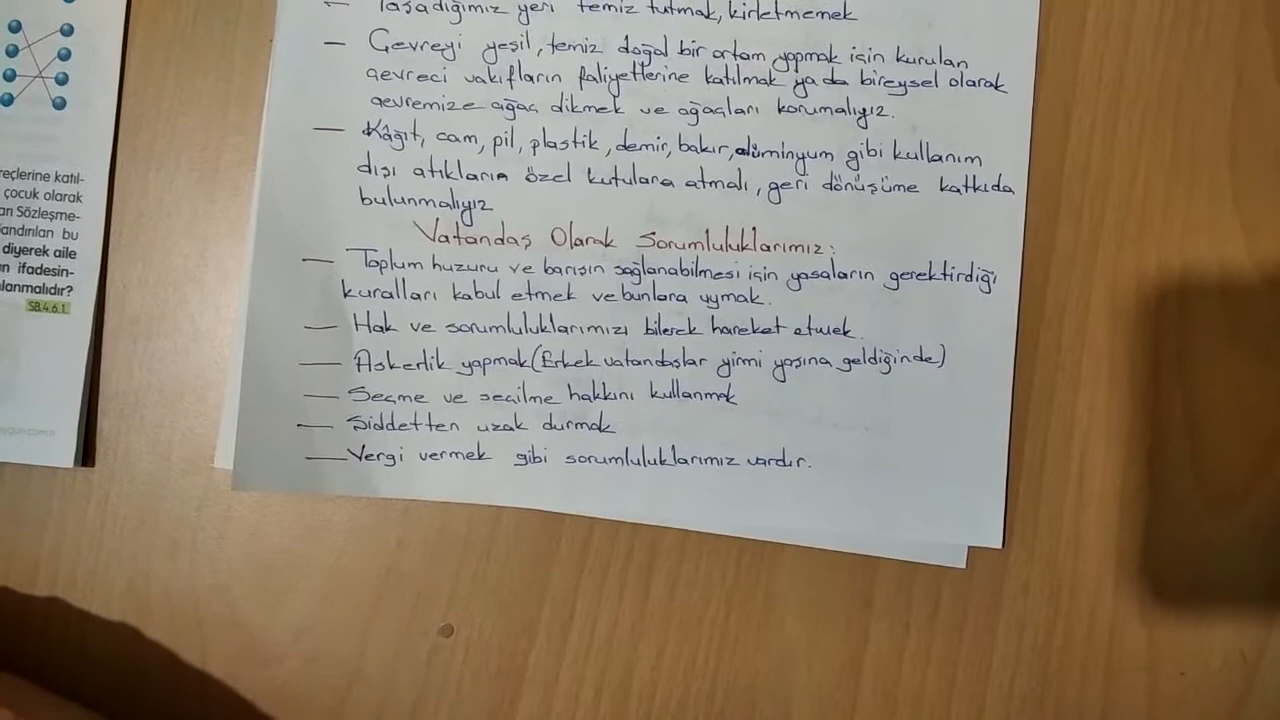 reçlerine katıl-
çocuk olarak
arı Sözleşme-
landırılan bu
diyerek aile
ın ifadesin-
lanmalıdır?
SB.4.6.1.
— Yaşadığımız yeri temiz tutmak, kirletmemek
— Çevreyi yeşil, temiz doğal bir ortam yapmak için kurulan
çevreci vakıfların faliyetlerine katılmak ya da bireysel olarak
çevremize ağaç dikmek ve ağaçları korumalıyız.
— Kâğıt, cam, pil, plastik, demir, bakır, alüminyum gibi kullanım
dışı atıkların özel kutulara atmalı, geri dönüşüme katkıda
bulunmalıyız
Vatandaş Olarak Sorumluluklarımız:
— Toplum huzuru ve barışın sağlanabilmesi için yasaların gerektirdiği
kuralları kabul etmek ve bunlara uymak.
— Hak ve sorumluluklarımızı bilerek hareket etmek.
— Askerlik yapmak (Erkek vatandaşlar yirmi yaşına geldiğinde)
— Seçme ve seçilme hakkını kullanmak
— Şiddetten uzak durmak
— Vergi vermek gibi sorumluluklarımız vardır.